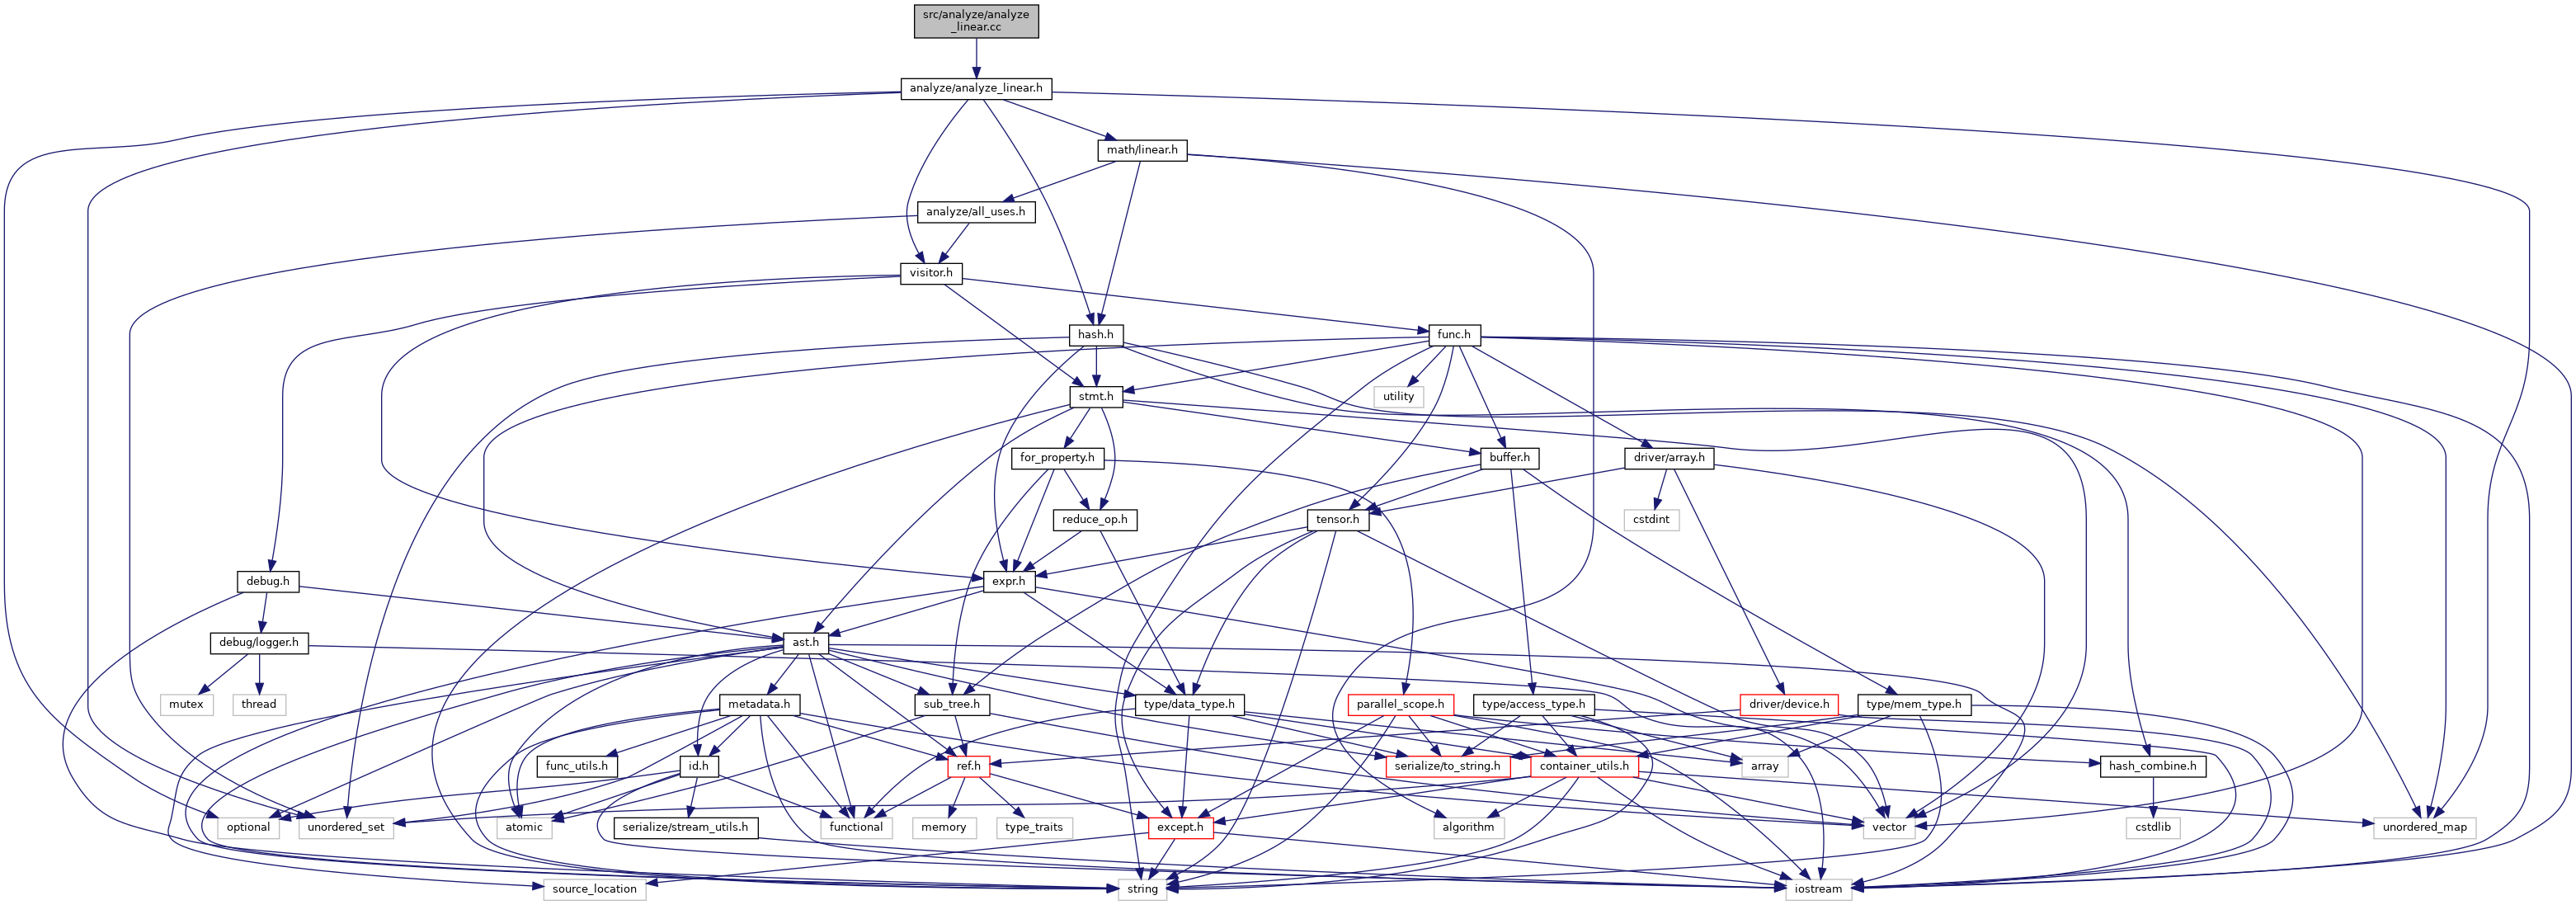 src/analyze/analyze
_linear.cc
analyze/analyze_linear.h
math/linear.h
analyze/all_uses.h
visitor.h
hash.h
func.h
stmt.h
utility
for_property.h
buffer.h
driver/array.h
reduce_op.h
tensor.h
cstdint
debug.h
expr.h
debug/logger.h
ast.h
mutex
thread
metadata.h
sub_tree.h
type/data_type.h
parallel_scope.h
type/access_type.h
driver/device.h
type/mem_type.h
func_utils.h
id.h
ref.h
serialize/to_string.h
container_utils.h
array
hash_combine.h
optional
unordered_set
atomic
serialize/stream_utils.h
functional
memory
type_traits
except.h
algorithm
vector
cstdlib
unordered_map
source_location
string
iostream